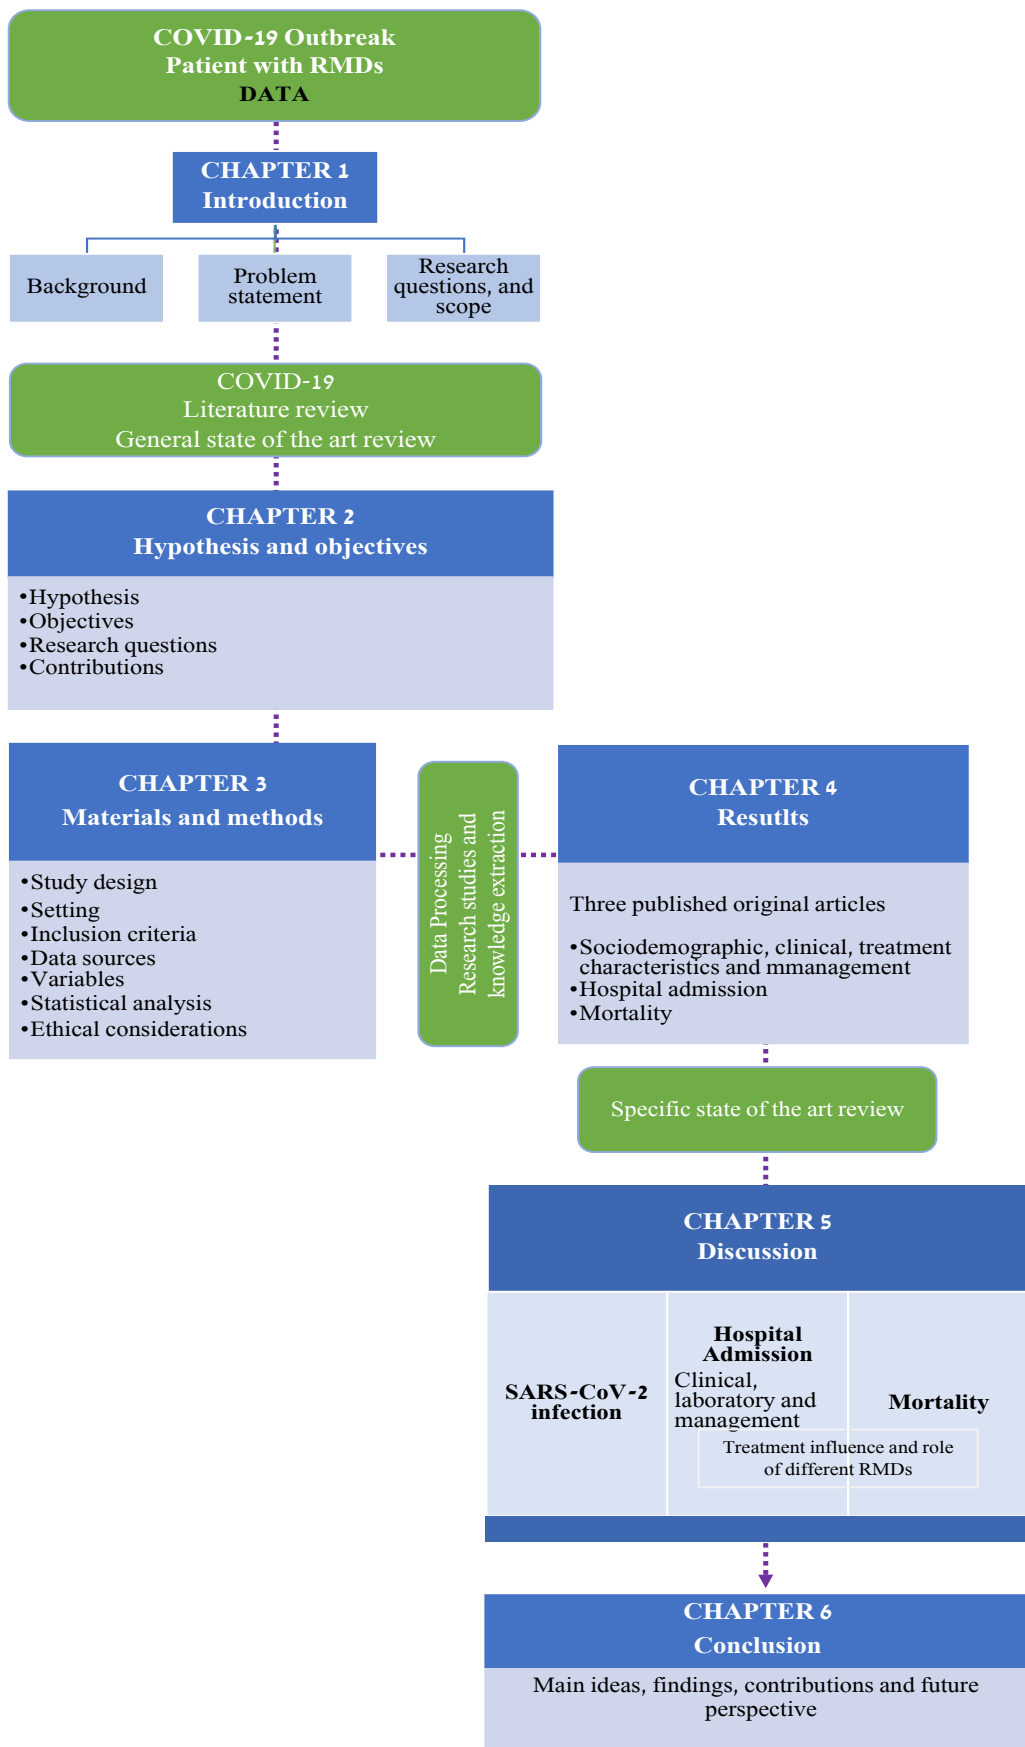 COVID-19 Outbreak
Patient with RMDs
DATA
CHAPTER 1
Introduction
Background
Problem
statement
Research
questions, and
scope
COVID-19
Literature review
General state of the art review
CHAPTER 2
Hypothesis and objectives
•Hypothesis
•Objectives
•Research questions
•Contributions
CHAPTER 3
Materials and methods
•Study design
•Setting
•Inclusion criteria
•Data sources
•Variables
•Statistical analysis
•Ethical considerations
Data Processing
Research studies and
knowledge extraction
CHAPTER 4
Resutlts
Three published original articles
•Sociodemographic, clinical, treatment
characteristics and mmanagement
•Hospital admission
•Mortality
Specific state of the art review
CHAPTER 5
Discussion
SARS-CoV-2
infection
Hospital
Admission
Clinical,
laboratory and
management
Mortality
Treatment influence and role
of different RMDs
CHAPTER 6
Conclusion
Main ideas, findings, contributions and future
perspective